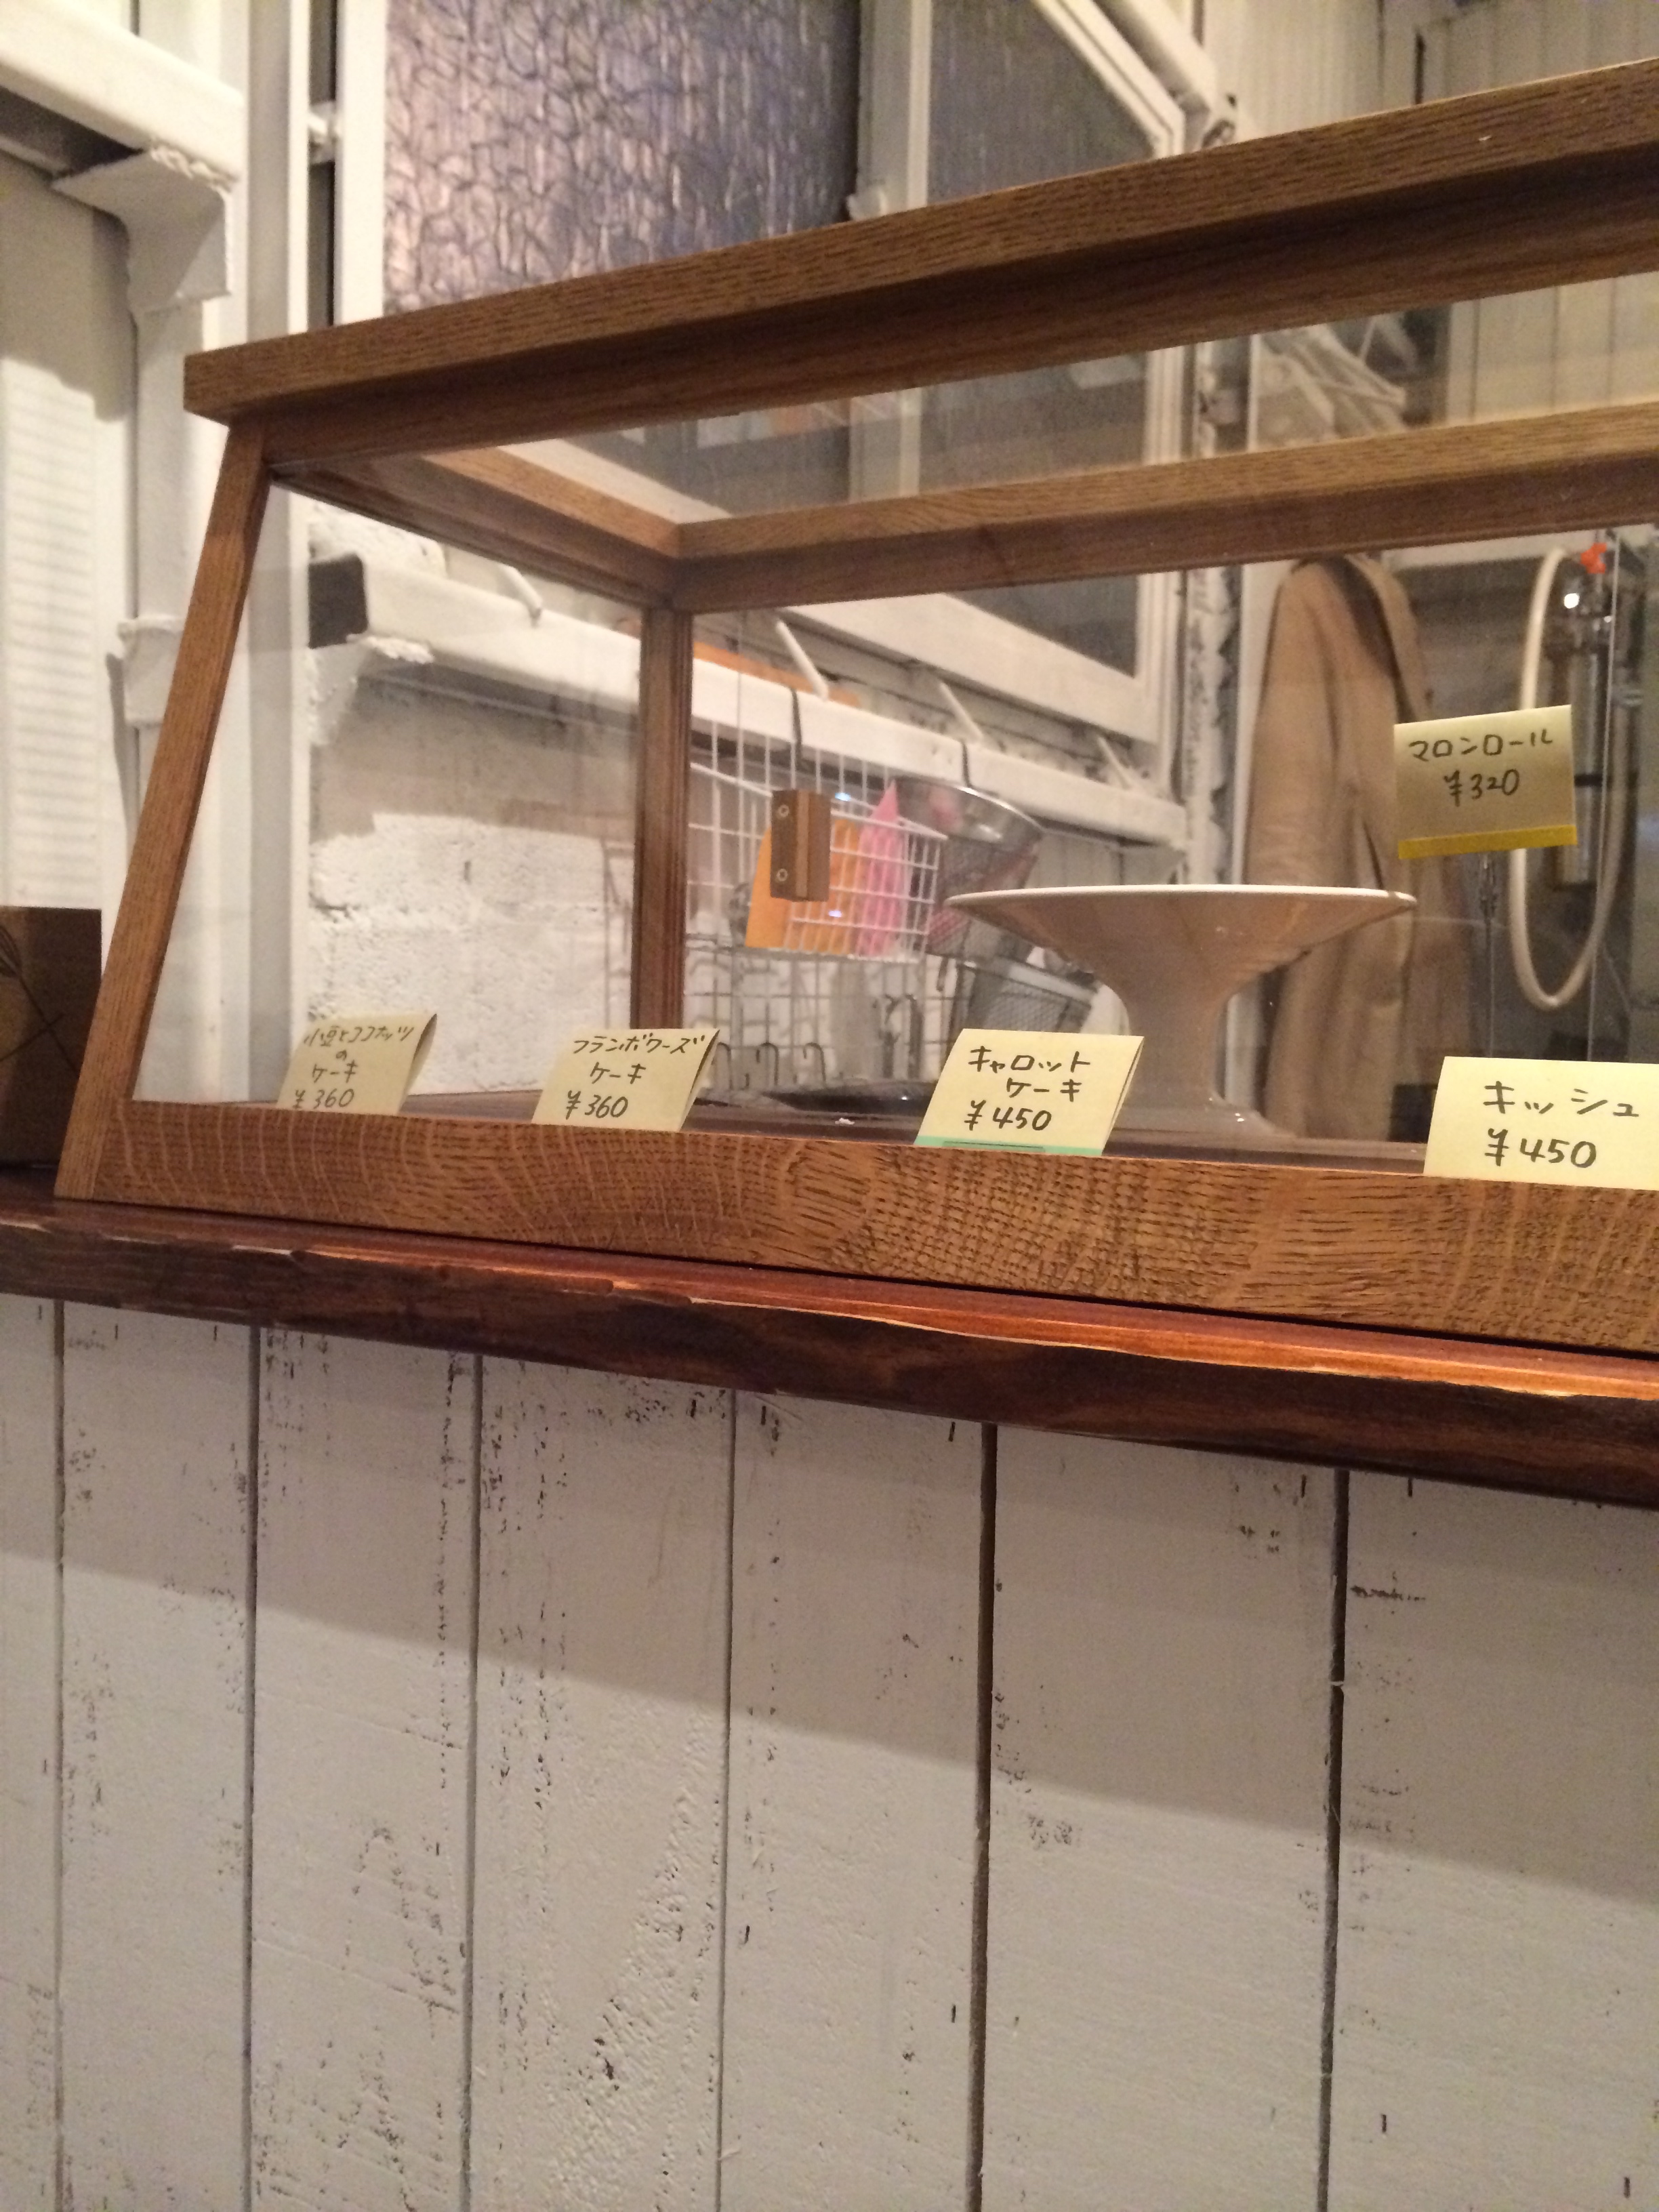 マロンロール
¥320
小豆とココナッツ
の
ケーキ
¥360
フランボワーズ
ケーキ
¥360
キャロット
ケーキ
¥450
キッシュ
¥450